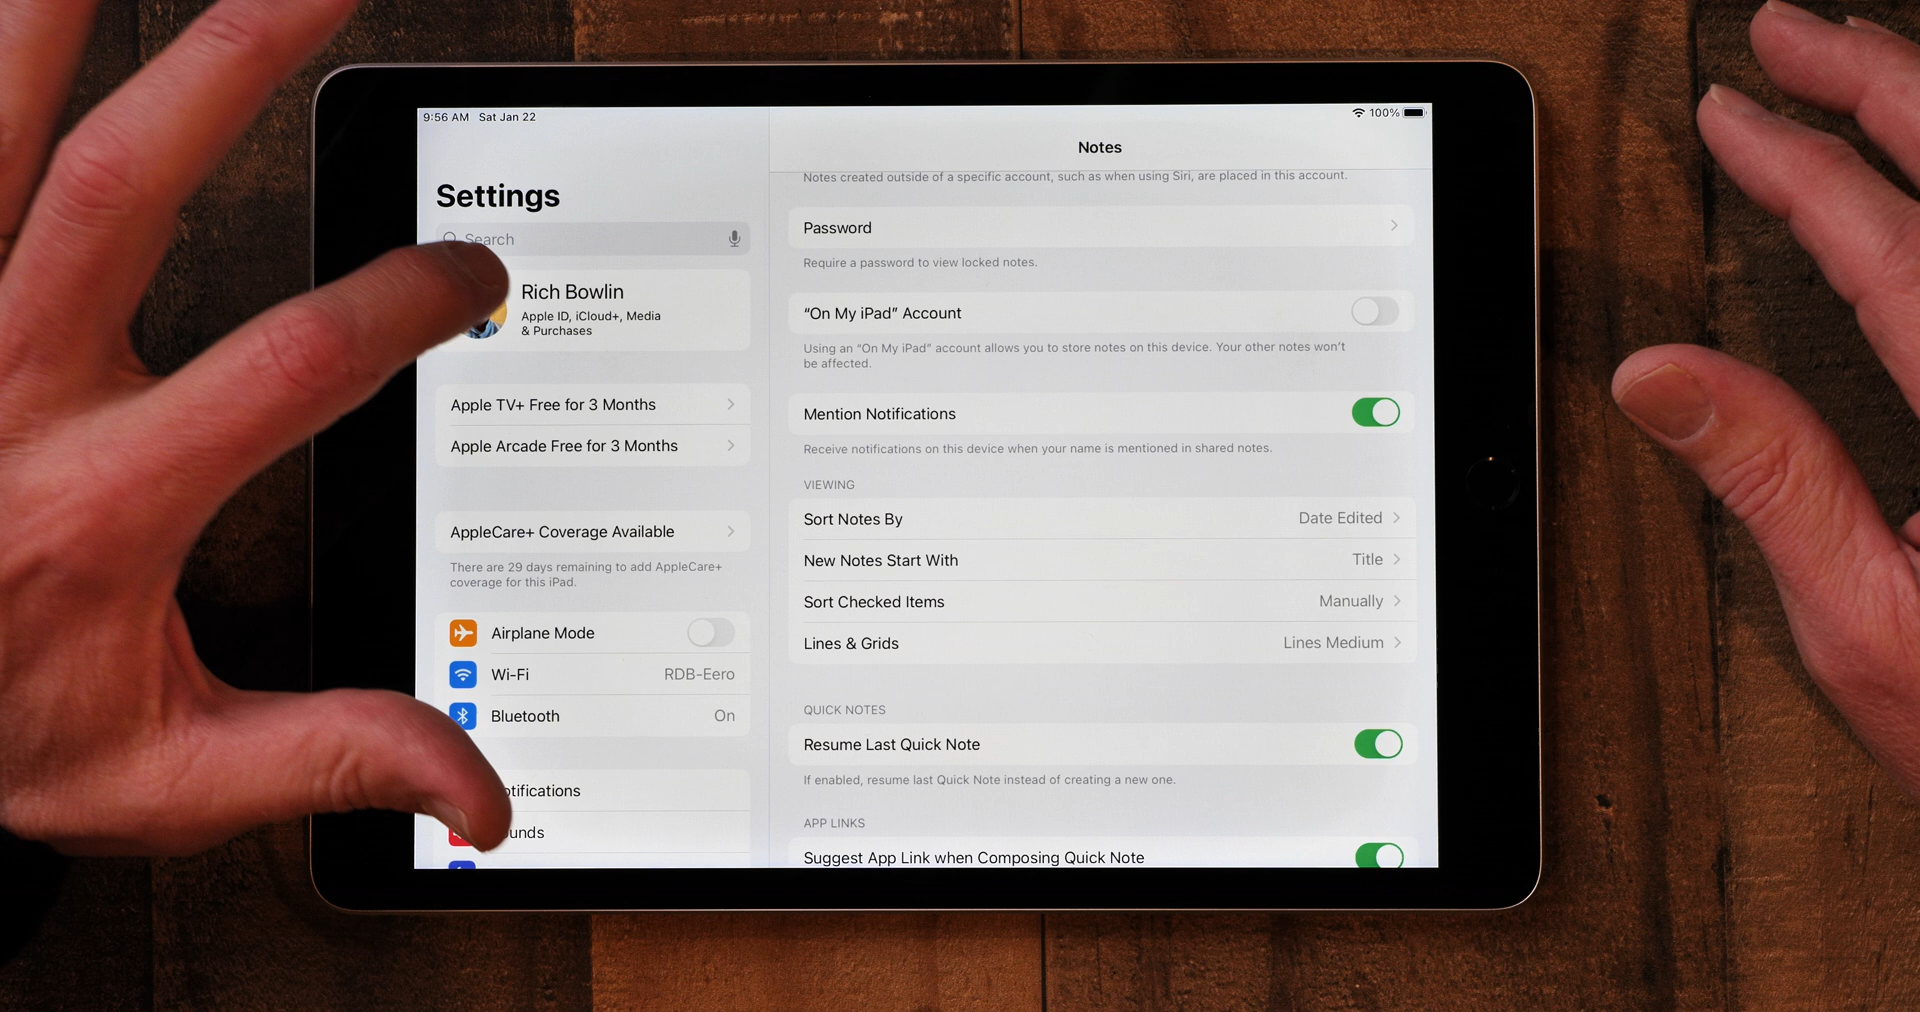 9:56 AM Sat Jan 22
100%
Settings
Search
Rich Bowlin
Apple ID, iCloud+, Media
& Purchases
Apple TV+ Free for 3 Months
Apple Arcade Free for 3 Months
AppleCare+ Coverage Available
There are 29 days remaining to add AppleCare+
coverage for this iPad.
Airplane Mode
Wi-Fi RDB-Eero
Bluetooth On
otifications
unds
Notes
Notes created outside of a specific account, such as when using Siri, are placed in this account.
Password
Require a password to view locked notes.
“On My iPad” Account
Using an “On My iPad” account allows you to store notes on this device. Your other notes won’t
be affected.
Mention Notifications
Receive notifications on this device when your name is mentioned in shared notes.
VIEWING
Sort Notes By Date Edited
New Notes Start With Title
Sort Checked Items Manually
Lines & Grids Lines Medium
QUICK NOTES
Resume Last Quick Note
If enabled, resume last Quick Note instead of creating a new one.
APP LINKS
Suggest App Link when Composing Quick Note